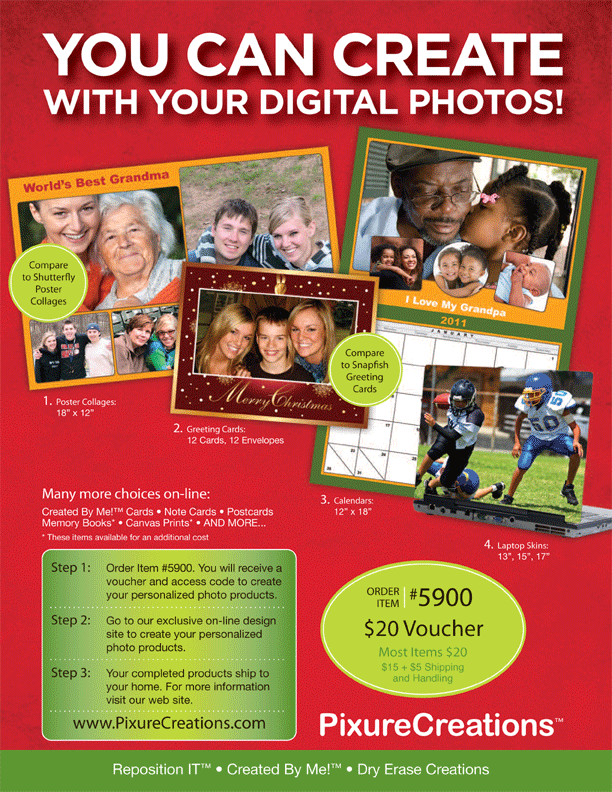 YOU CAN CREATE
WITH YOUR DIGITAL PHOTOS!
World's Best Grandma
Compare
to Shutterfly
Poster
Collages
1. Poster Collages:
18" x 12"
Merry Christmas
Compare
to Snapfish
Greeting
Cards
2. Greeting Cards:
12 Cards, 12 Envelopes
I Love My Grandpa
2011
JANUARY
3. Calendars:
12" x 18"
50
4. Laptop Skins:
13", 15", 17"
Many more choices on-line:
Created By Me!™ Cards • Note Cards • Postcards
Memory Books* • Canvas Prints* • AND MORE...
* These items available for an additional cost
Step 1: Order Item #5900. You will receive a
voucher and access code to create
your personalized photo products.
Step 2: Go to our exclusive on-line design
site to create your personalized
photo products.
Step 3: Your completed products ship to
your home. For more information
visit our web site.
www.PixureCreations.com
ORDER
ITEM #5900
$20 Voucher
Most Items $20
$15 + $5 Shipping
and Handling
PixureCreations™
Reposition IT™ • Created By Me!™ • Dry Erase Creations